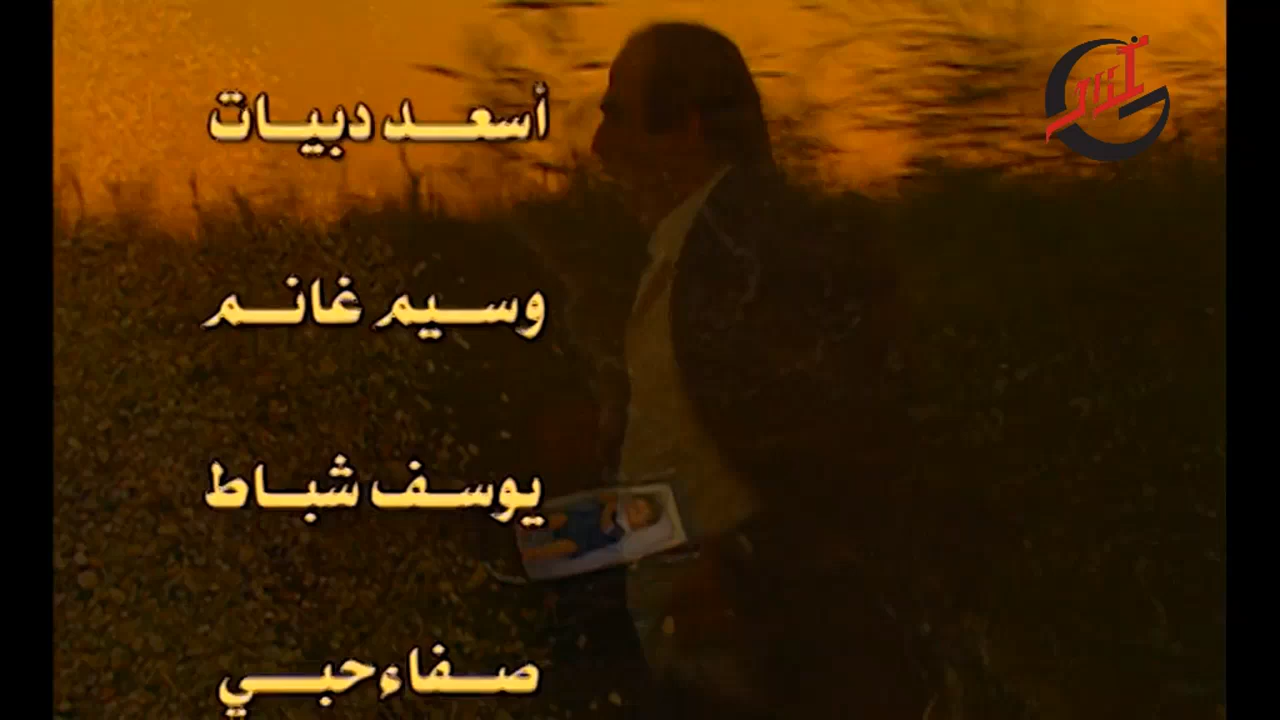 أسعد دبيات
وسيم غانم
يوسف شباط
صفاء حبي